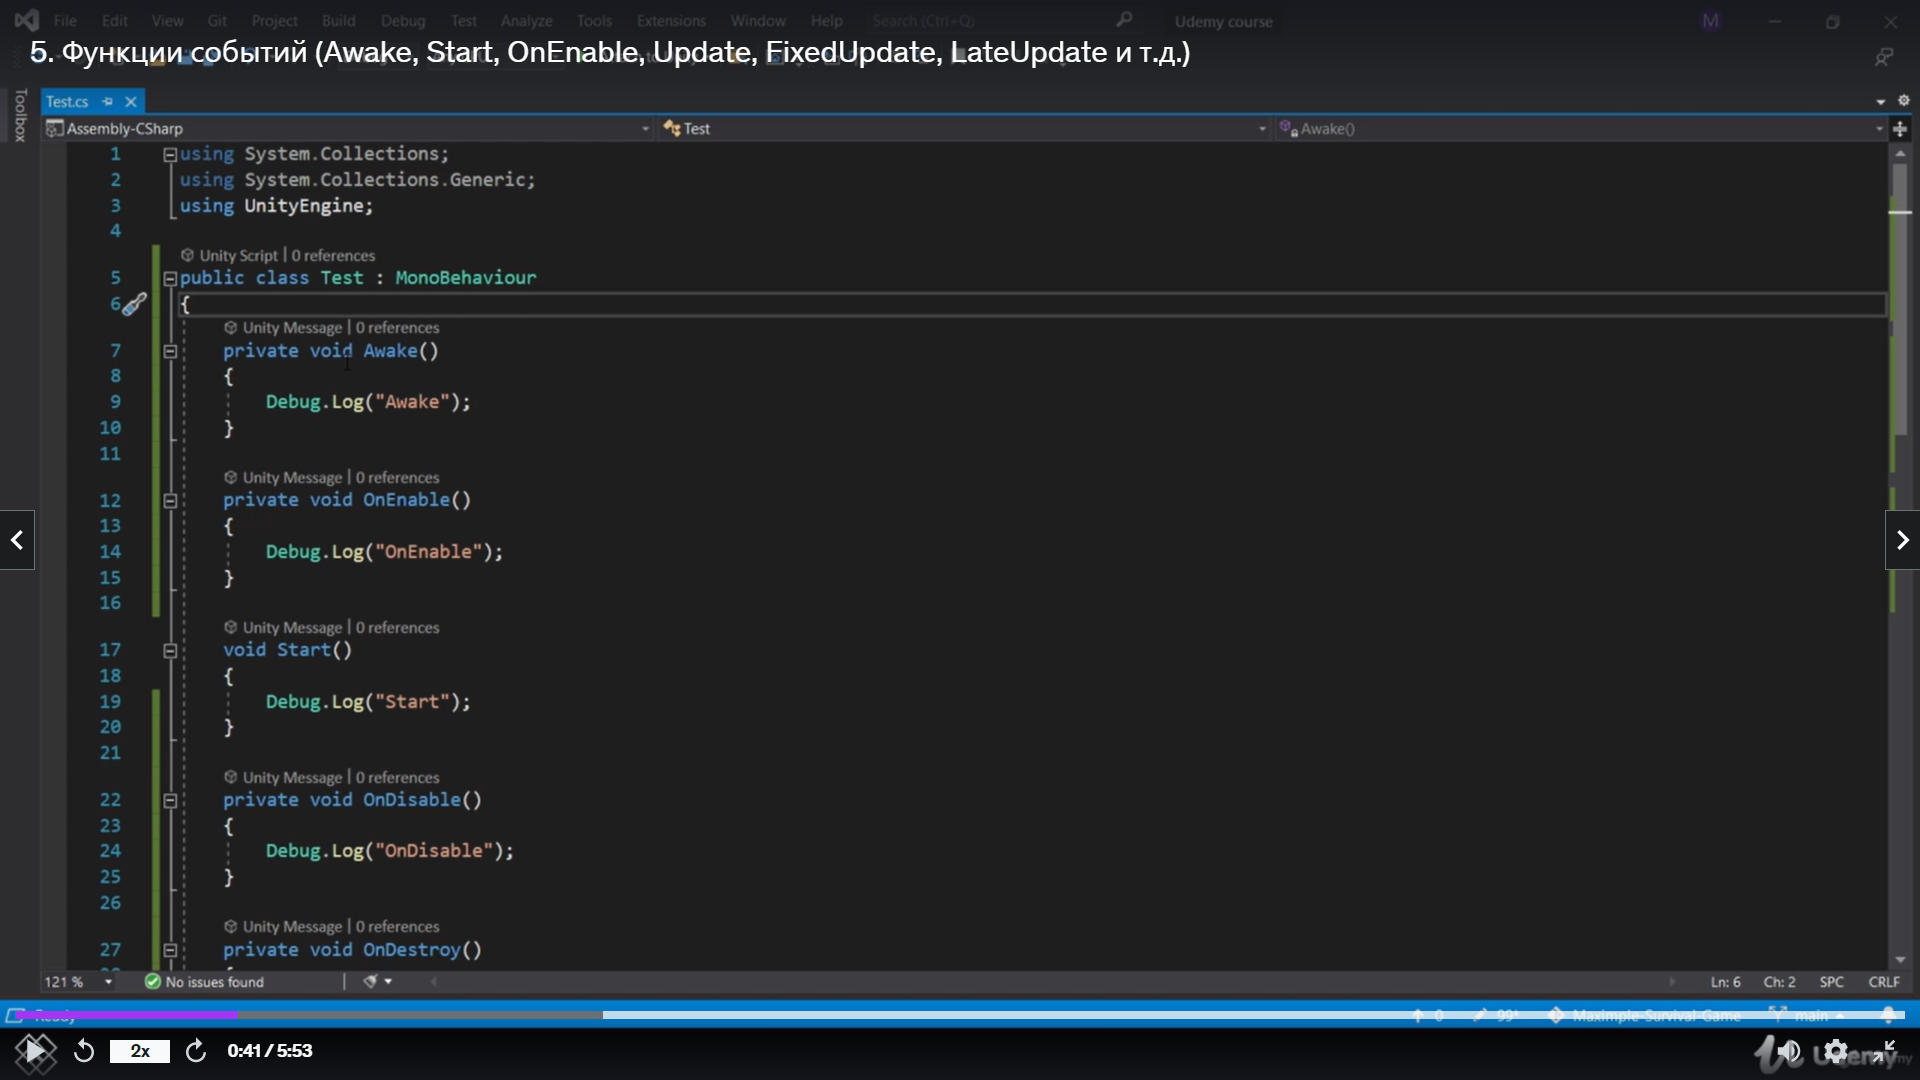 File Edit View Git Project Build Debug Test Analyze Tools Extensions Window Help Search (Ctrl+Q) Udemy course M
5. Функции событий (Awake, Start, OnEnable, Update, FixedUpdate, LateUpdate и т.д.)
Toolbox
Test.cs
Assembly-CSharp Test Awake()
1 using System.Collections;
2 using System.Collections.Generic;
3 using UnityEngine;
4
Unity Script | 0 references
5 public class Test : MonoBehaviour
6 {
Unity Message | 0 references
7 private void Awake()
8 {
9 Debug.Log("Awake");
10 }
11
Unity Message | 0 references
12 private void OnEnable()
13 {
14 Debug.Log("OnEnable");
15 }
16
Unity Message | 0 references
17 void Start()
18 {
19 Debug.Log("Start");
20 }
21
Unity Message | 0 references
22 private void OnDisable()
23 {
24 Debug.Log("OnDisable");
25 }
26
Unity Message | 0 references
27 private void OnDestroy()
121 % No issues found Ln: 6 Ch: 2 SPC CRLF
Ready 0 99+ Maximple-Survival-Game main
2x 0:41 / 5:53 Udemy